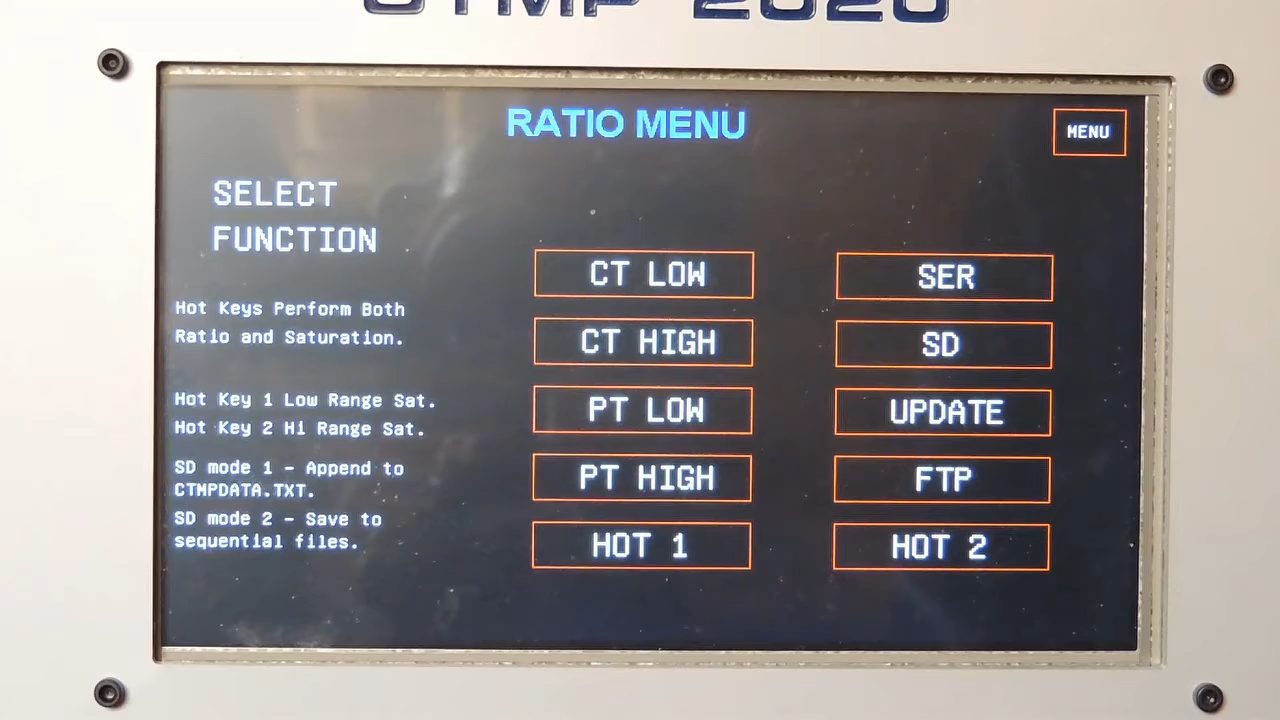 CTMP 2020
RATIO MENU
MENU
SELECT
FUNCTION
Hot Keys Perform Both
Ratio and Saturation.
Hot Key 1 Low Range Sat.
Hot Key 2 Hi Range Sat.
SD mode 1 - Append to
CTMPDATA.TXT.
SD mode 2 - Save to
sequential files.
CT LOW
SER
CT HIGH
SD
PT LOW
UPDATE
PT HIGH
FTP
HOT 1
HOT 2